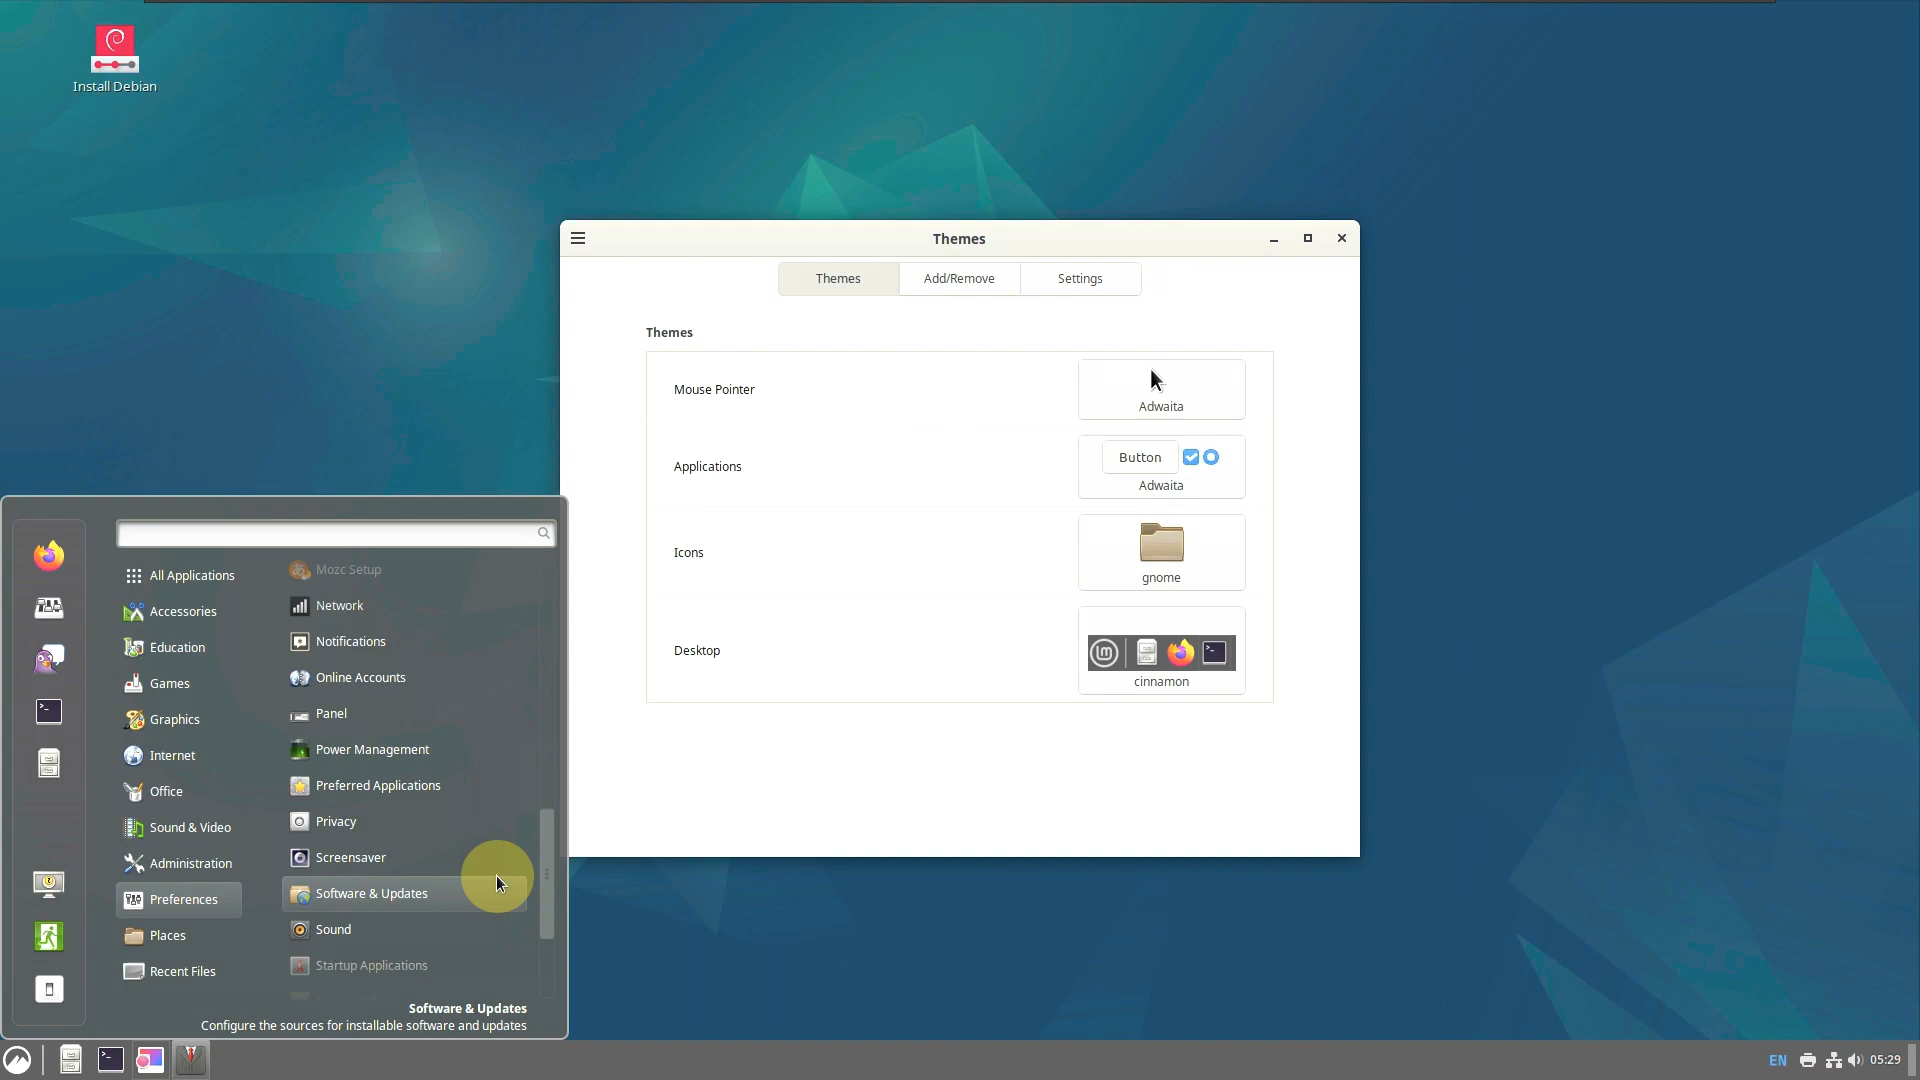 Install Debian
Themes
Themes
Add/Remove
Settings
Themes
Mouse Pointer
Adwaita
Applications
Button
Adwaita
Icons
gnome
Desktop
cinnamon
All Applications
Accessories
Education
Games
Graphics
Internet
Office
Sound & Video
Administration
Preferences
Places
Recent Files
Mozc Setup
Network
Notifications
Online Accounts
Panel
Power Management
Preferred Applications
Privacy
Screensaver
Software & Updates
Sound
Startup Applications
Software & Updates
Configure the sources for installable software and updates
EN
05:29